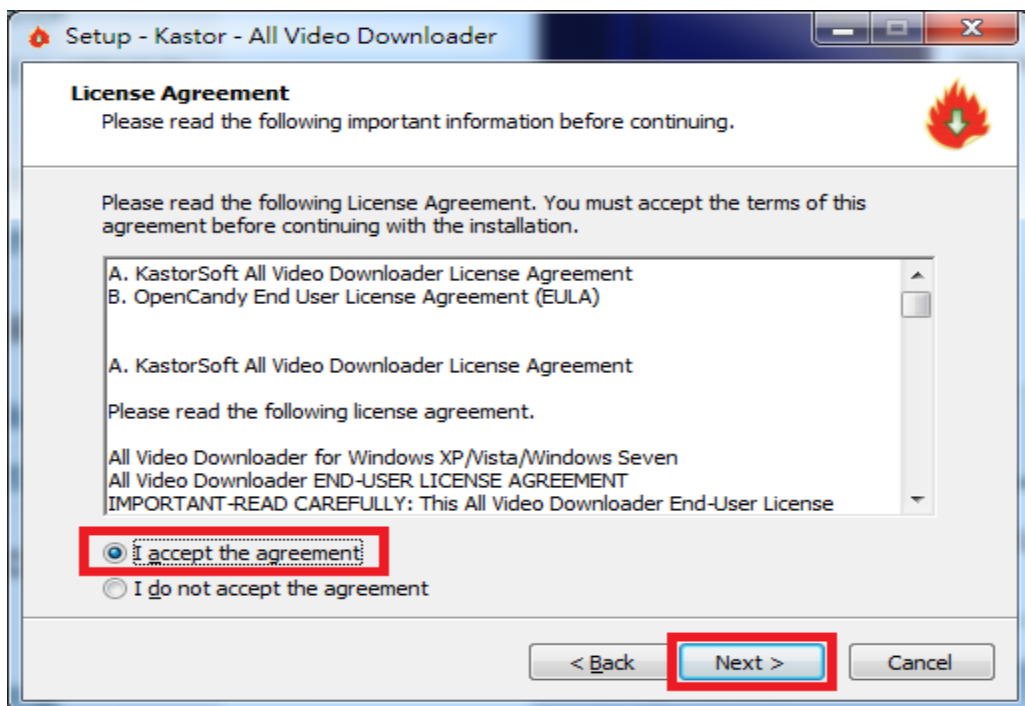 Setup - Kastor - All Video Downloader
License Agreement
Please read the following important information before continuing.
Please read the following License Agreement. You must accept the terms of this
agreement before continuing with the installation.
A. KastorSoft All Video Downloader License Agreement
B. OpenCandy End User License Agreement (EULA)
A. KastorSoft All Video Downloader License Agreement
Please read the following license agreement.
All Video Downloader for Windows XP/Vista/Windows Seven
All Video Downloader END-USER LICENSE AGREEMENT
IMPORTANT-READ CAREFULLY: This All Video Downloader End-User License
I accept the agreement
I do not accept the agreement
< Back Next > Cancel